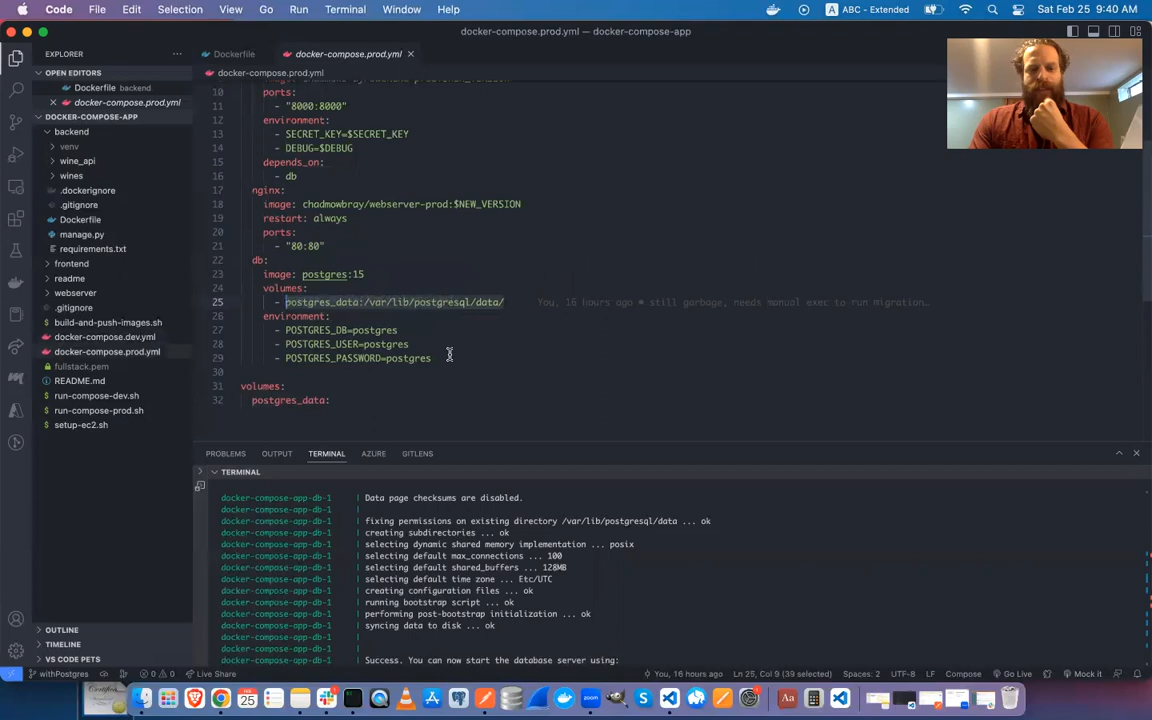 Code File Edit Selection View Go Run Terminal Window Help
A ABC - Extended
Sat Feb 25 9:40 AM
docker-compose.prod.yml — docker-compose-app
EXPLORER
Dockerfile
docker-compose.prod.yml
OPEN EDITORS
docker-compose.prod.yml
Dockerfile backend
docker-compose.prod.yml
DOCKER-COMPOSE-APP
backend
venv
wine_api
wines
.dockerignore
.gitignore
Dockerfile
manage.py
requirements.txt
frontend
readme
webserver
.gitignore
build-and-push-images.sh
docker-compose.dev.yml
docker-compose.prod.yml
fullstack.pem
README.md
run-compose-dev.sh
run-compose-prod.sh
setup-ec2.sh
OUTLINE
TIMELINE
VS CODE PETS
10 ports:
11 - "8000:8000"
12 environment:
13 - SECRET_KEY=$SECRET_KEY
14 - DEBUG=$DEBUG
15 depends_on:
16 - db
17 nginx:
18 image: chadmowbray/webserver-prod:$NEW_VERSION
19 restart: always
20 ports:
21 - "80:80"
22 db:
23 image: postgres:15
24 volumes:
25 - postgres_data:/var/lib/postgresql/data/ You, 16 hours ago • still garbage, needs manual exec to run migration…
26 environment:
27 - POSTGRES_DB=postgres
28 - POSTGRES_USER=postgres
29 - POSTGRES_PASSWORD=postgres
30
31 volumes:
32 postgres_data:
PROBLEMS OUTPUT TERMINAL AZURE GITLENS
TERMINAL
docker-compose-app-db-1 | Data page checksums are disabled.
docker-compose-app-db-1 |
docker-compose-app-db-1 | fixing permissions on existing directory /var/lib/postgresql/data ... ok
docker-compose-app-db-1 | creating subdirectories ... ok
docker-compose-app-db-1 | selecting dynamic shared memory implementation ... posix
docker-compose-app-db-1 | selecting default max_connections ... 100
docker-compose-app-db-1 | selecting default shared_buffers ... 128MB
docker-compose-app-db-1 | selecting default time zone ... Etc/UTC
docker-compose-app-db-1 | creating configuration files ... ok
docker-compose-app-db-1 | running bootstrap script ... ok
docker-compose-app-db-1 | performing post-bootstrap initialization ... ok
docker-compose-app-db-1 | syncing data to disk ... ok
docker-compose-app-db-1 |
docker-compose-app-db-1 |
docker-compose-app-db-1 | Success. You can now start the database server using:
withPostgres
0 0
Live Share
You, 16 hours ago Ln 25, Col 9 (39 selected) Spaces: 2 UTF-8 LF Compose Go Live Mock it